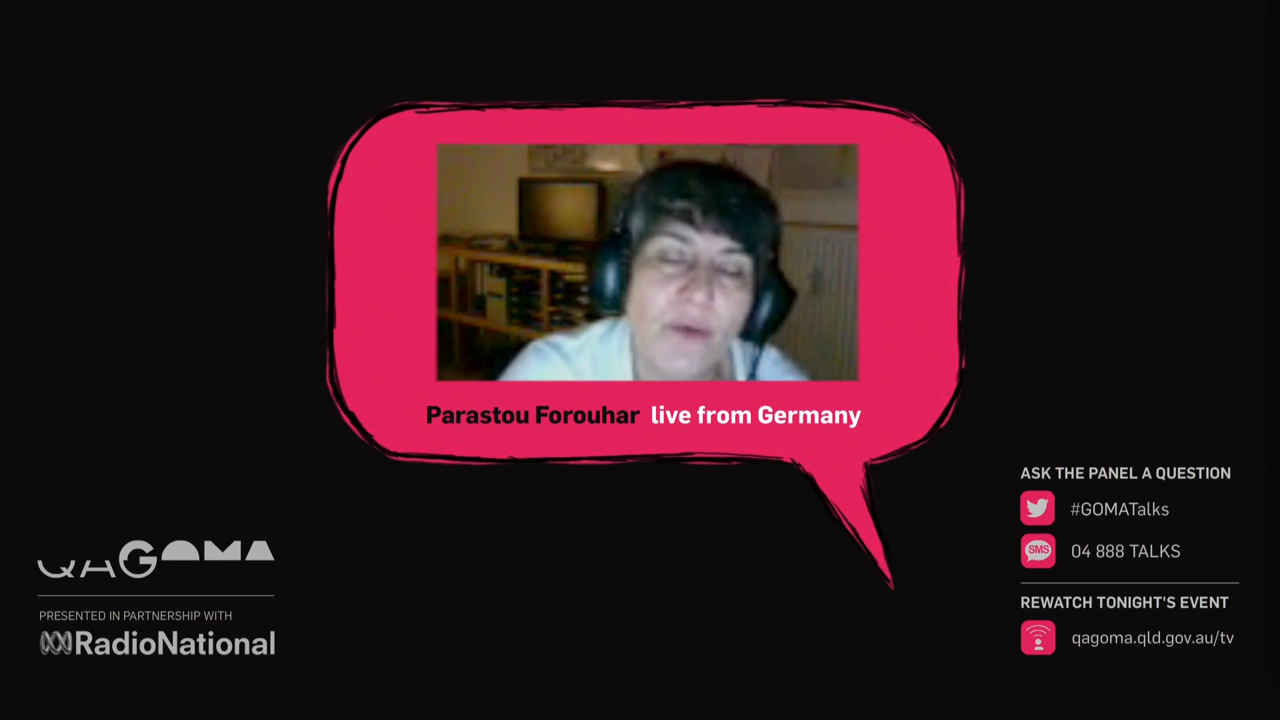 Parastou Forouhar live from Germany
ASK THE PANEL A QUESTION
#GOMATalks
SMS
04 888 TALKS
REWATCH TONIGHT'S EVENT
qagoma.qld.gov.au/tv
QAGOMA
PRESENTED IN PARTNERSHIP WITH
RadioNational